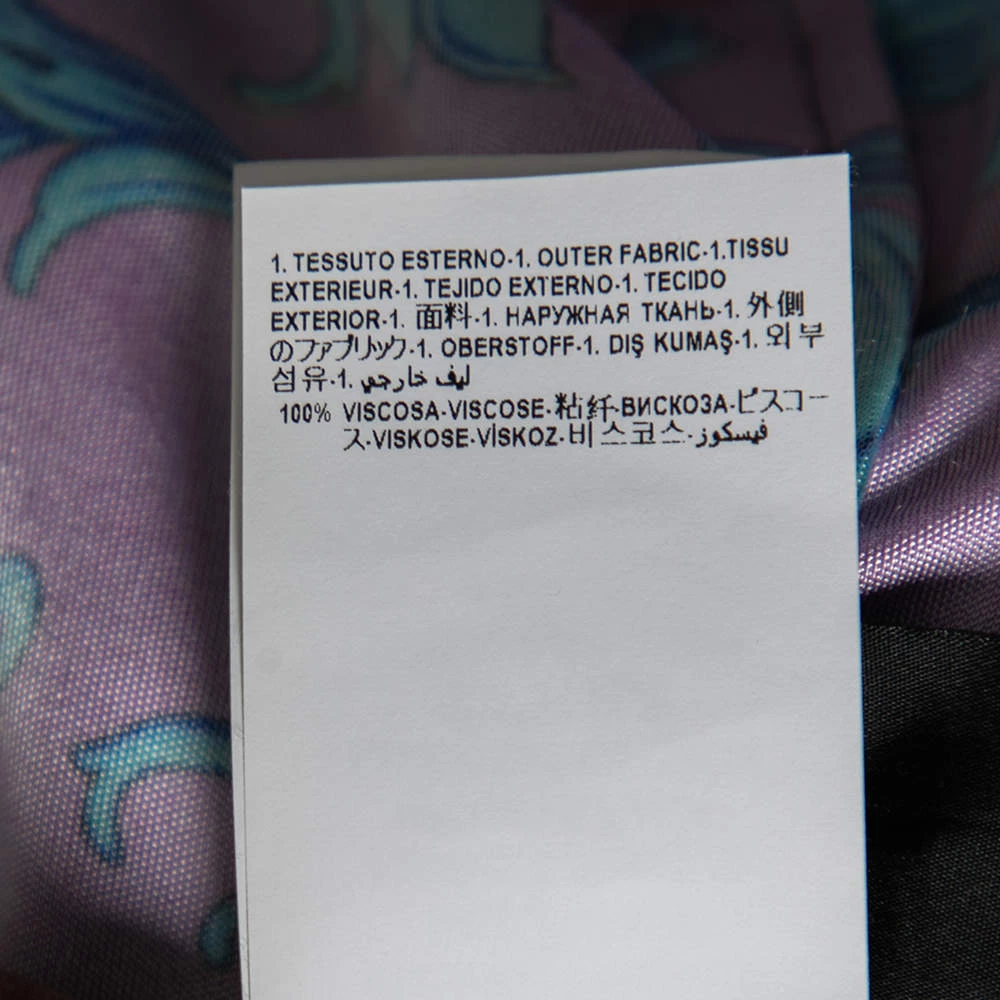 1. TESSUTO ESTERNO-1. OUTER FABRIC-1.TISSU
EXTERIEUR-1. TEJIDO EXTERNO-1. TECIDO
EXTERIOR-1. 面料-1. НАРУЖНАЯ ТКАНЬ-1. 外側
のファブリック-1. OBERSTOFF-1. DIŞ KUMAŞ-1. 외부
섬유-1. ليف خارجي
100% VISCOSA-VISCOSE-粘纤-ВИСКОЗА-ビスコー
ス-VISKOSE-VİSKOZ-비스코스-فيسكوز